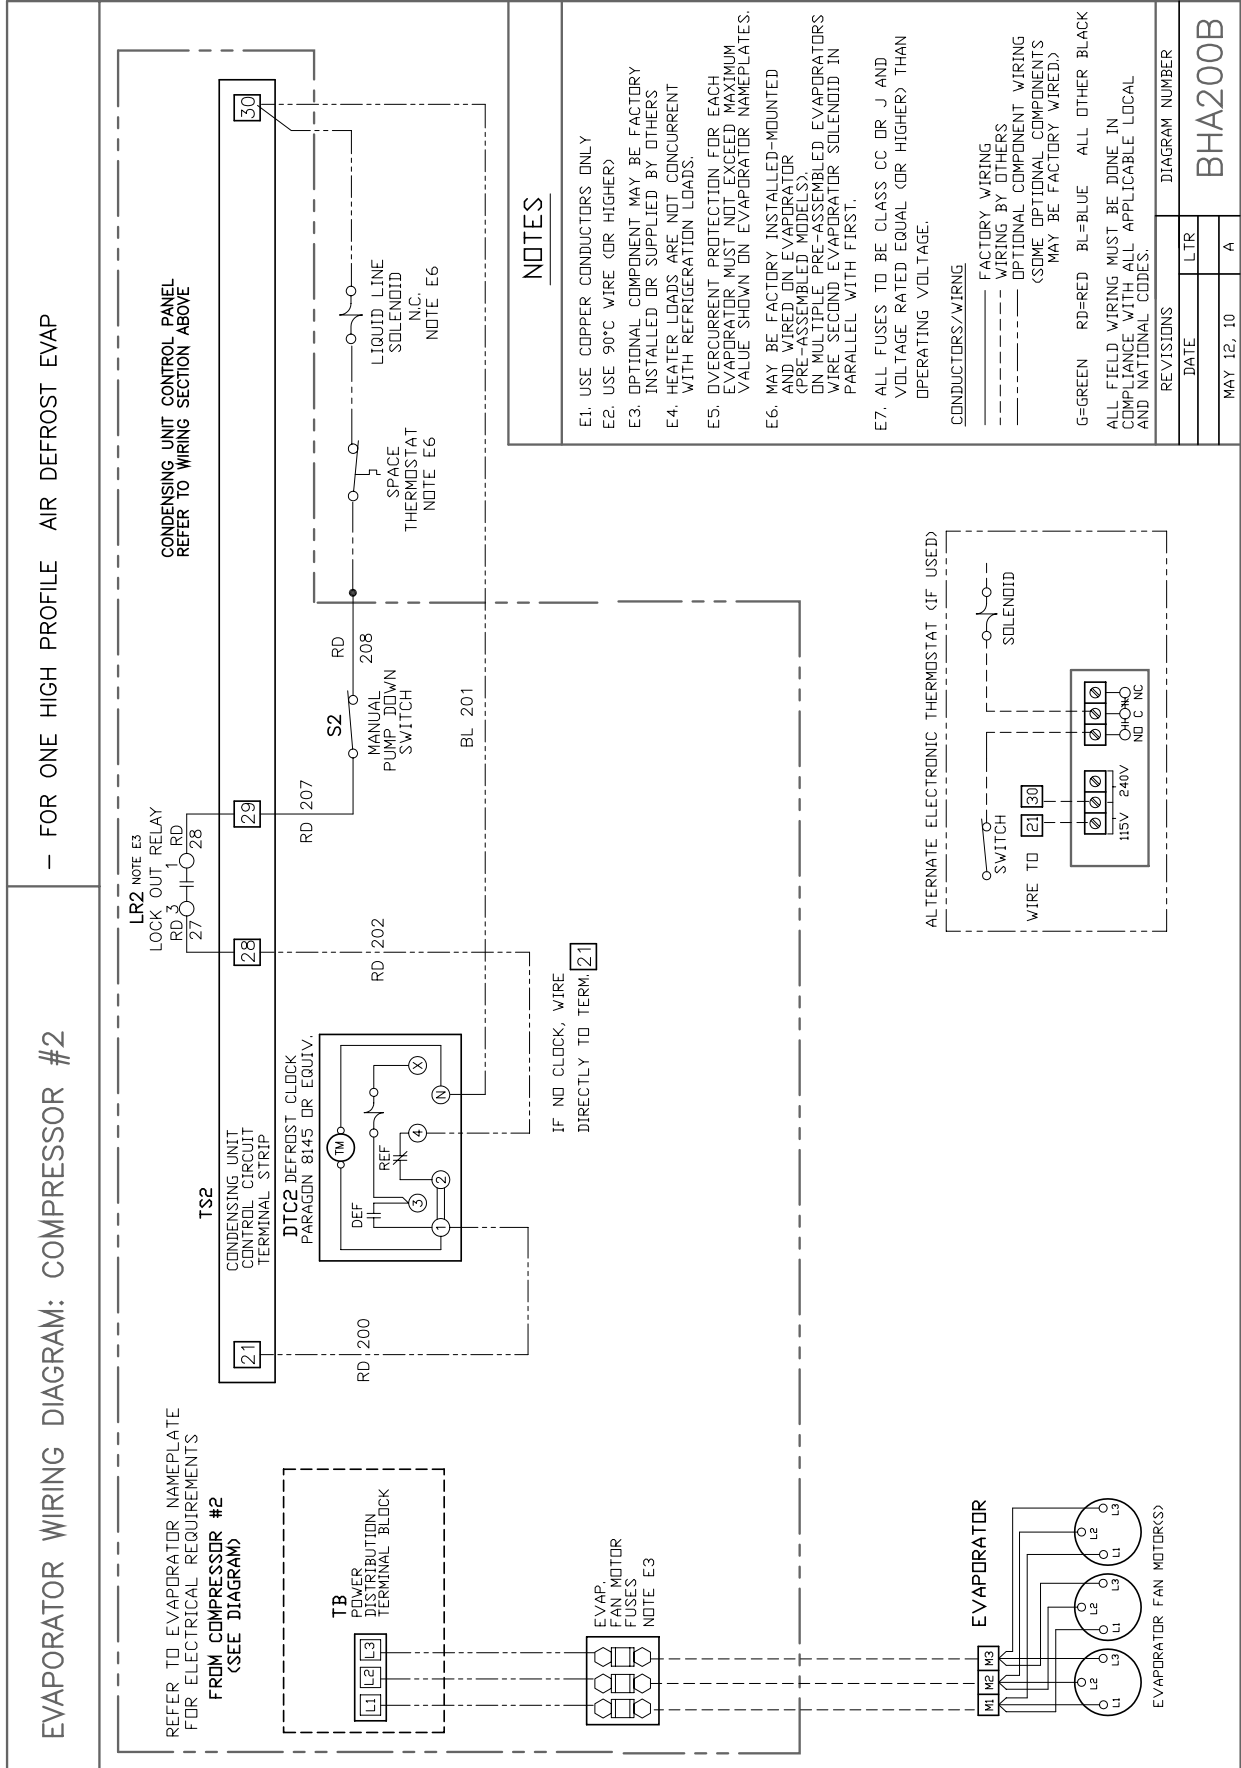 EVAPORATOR WIRING DIAGRAM: COMPRESSOR #2
- FOR ONE HIGH PROFILE AIR DEFROST EVAP
REFER TO EVAPORATOR NAMEPLATE
FOR ELECTRICAL REQUIREMENTS
FROM COMPRESSOR #2
(SEE DIAGRAM)
TB
POWER
DISTRIBUTION
TERMINAL BLOCK
L1 L2 L3
EVAP.
FAN MOTOR
FUSES
NOTE E3
EVAPORATOR
M1 M2 M3
L1 L2 L3
L1 L2 L3
L1 L2 L3
EVAPORATOR FAN MOTOR(S)
TS2
CONDENSING UNIT
CONTROL CIRCUIT
TERMINAL STRIP
21
28
29
30
RD 200
DTC2 DEFROST CLOCK
PARAGON 8145 OR EQUIV.
TM
DEF
REF
1 2 3 4 N X
RD 202
IF NO CLOCK, WIRE
DIRECTLY TO TERM. 21
LR2 NOTE E3
LOCK OUT RELAY
RD 3 1 RD
27 28
RD 207
S2
MANUAL
PUMP DOWN
SWITCH
RD
208
BL 201
CONDENSING UNIT CONTROL PANEL
REFER TO WIRING SECTION ABOVE
SPACE
THERMOSTAT
NOTE E6
LIQUID LINE
SOLENOID
N.C.
NOTE E6
ALTERNATE ELECTRONIC THERMOSTAT (IF USED)
SWITCH
SOLENOID
WIRE TO 21 30
115V 240V
NO C NC
NOTES
E1. USE COPPER CONDUCTORS ONLY
E2. USE 90°C WIRE (OR HIGHER)
E3. OPTIONAL COMPONENT MAY BE FACTORY
INSTALLED OR SUPPLIED BY OTHERS
E4. HEATER LOADS ARE NOT CONCURRENT
WITH REFRIGERATION LOADS.
E5. OVERCURRENT PROTECTION FOR EACH
EVAPORATOR MUST NOT EXCEED MAXIMUM
VALUE SHOWN ON EVAPORATOR NAMEPLATES.
E6. MAY BE FACTORY INSTALLED-MOUNTED
AND WIRED ON EVAPORATOR
(PRE-ASSEMBLED MODELS).
ON MULTIPLE PRE-ASSEMBLED EVAPORATORS
WIRE SECOND EVAPORATOR SOLENOID IN
PARALLEL WITH FIRST.
E7. ALL FUSES TO BE CLASS CC OR J AND
VOLTAGE RATED EQUAL (OR HIGHER) THAN
OPERATING VOLTAGE.
CONDUCTORS/WIRNG
FACTORY WIRING
WIRING BY OTHERS
OPTIONAL COMPONENT WIRING
(SOME OPTIONAL COMPONENTS
MAY BE FACTORY WIRED.)
G=GREEN RD=RED BL=BLUE ALL OTHER BLACK
ALL FIELD WIRING MUST BE DONE IN
COMPLIANCE WITH ALL APPLICABLE LOCAL
AND NATIONAL CODES.
REVISIONS
DATE LTR
MAY 12, 10 A
DIAGRAM NUMBER
BHA200B